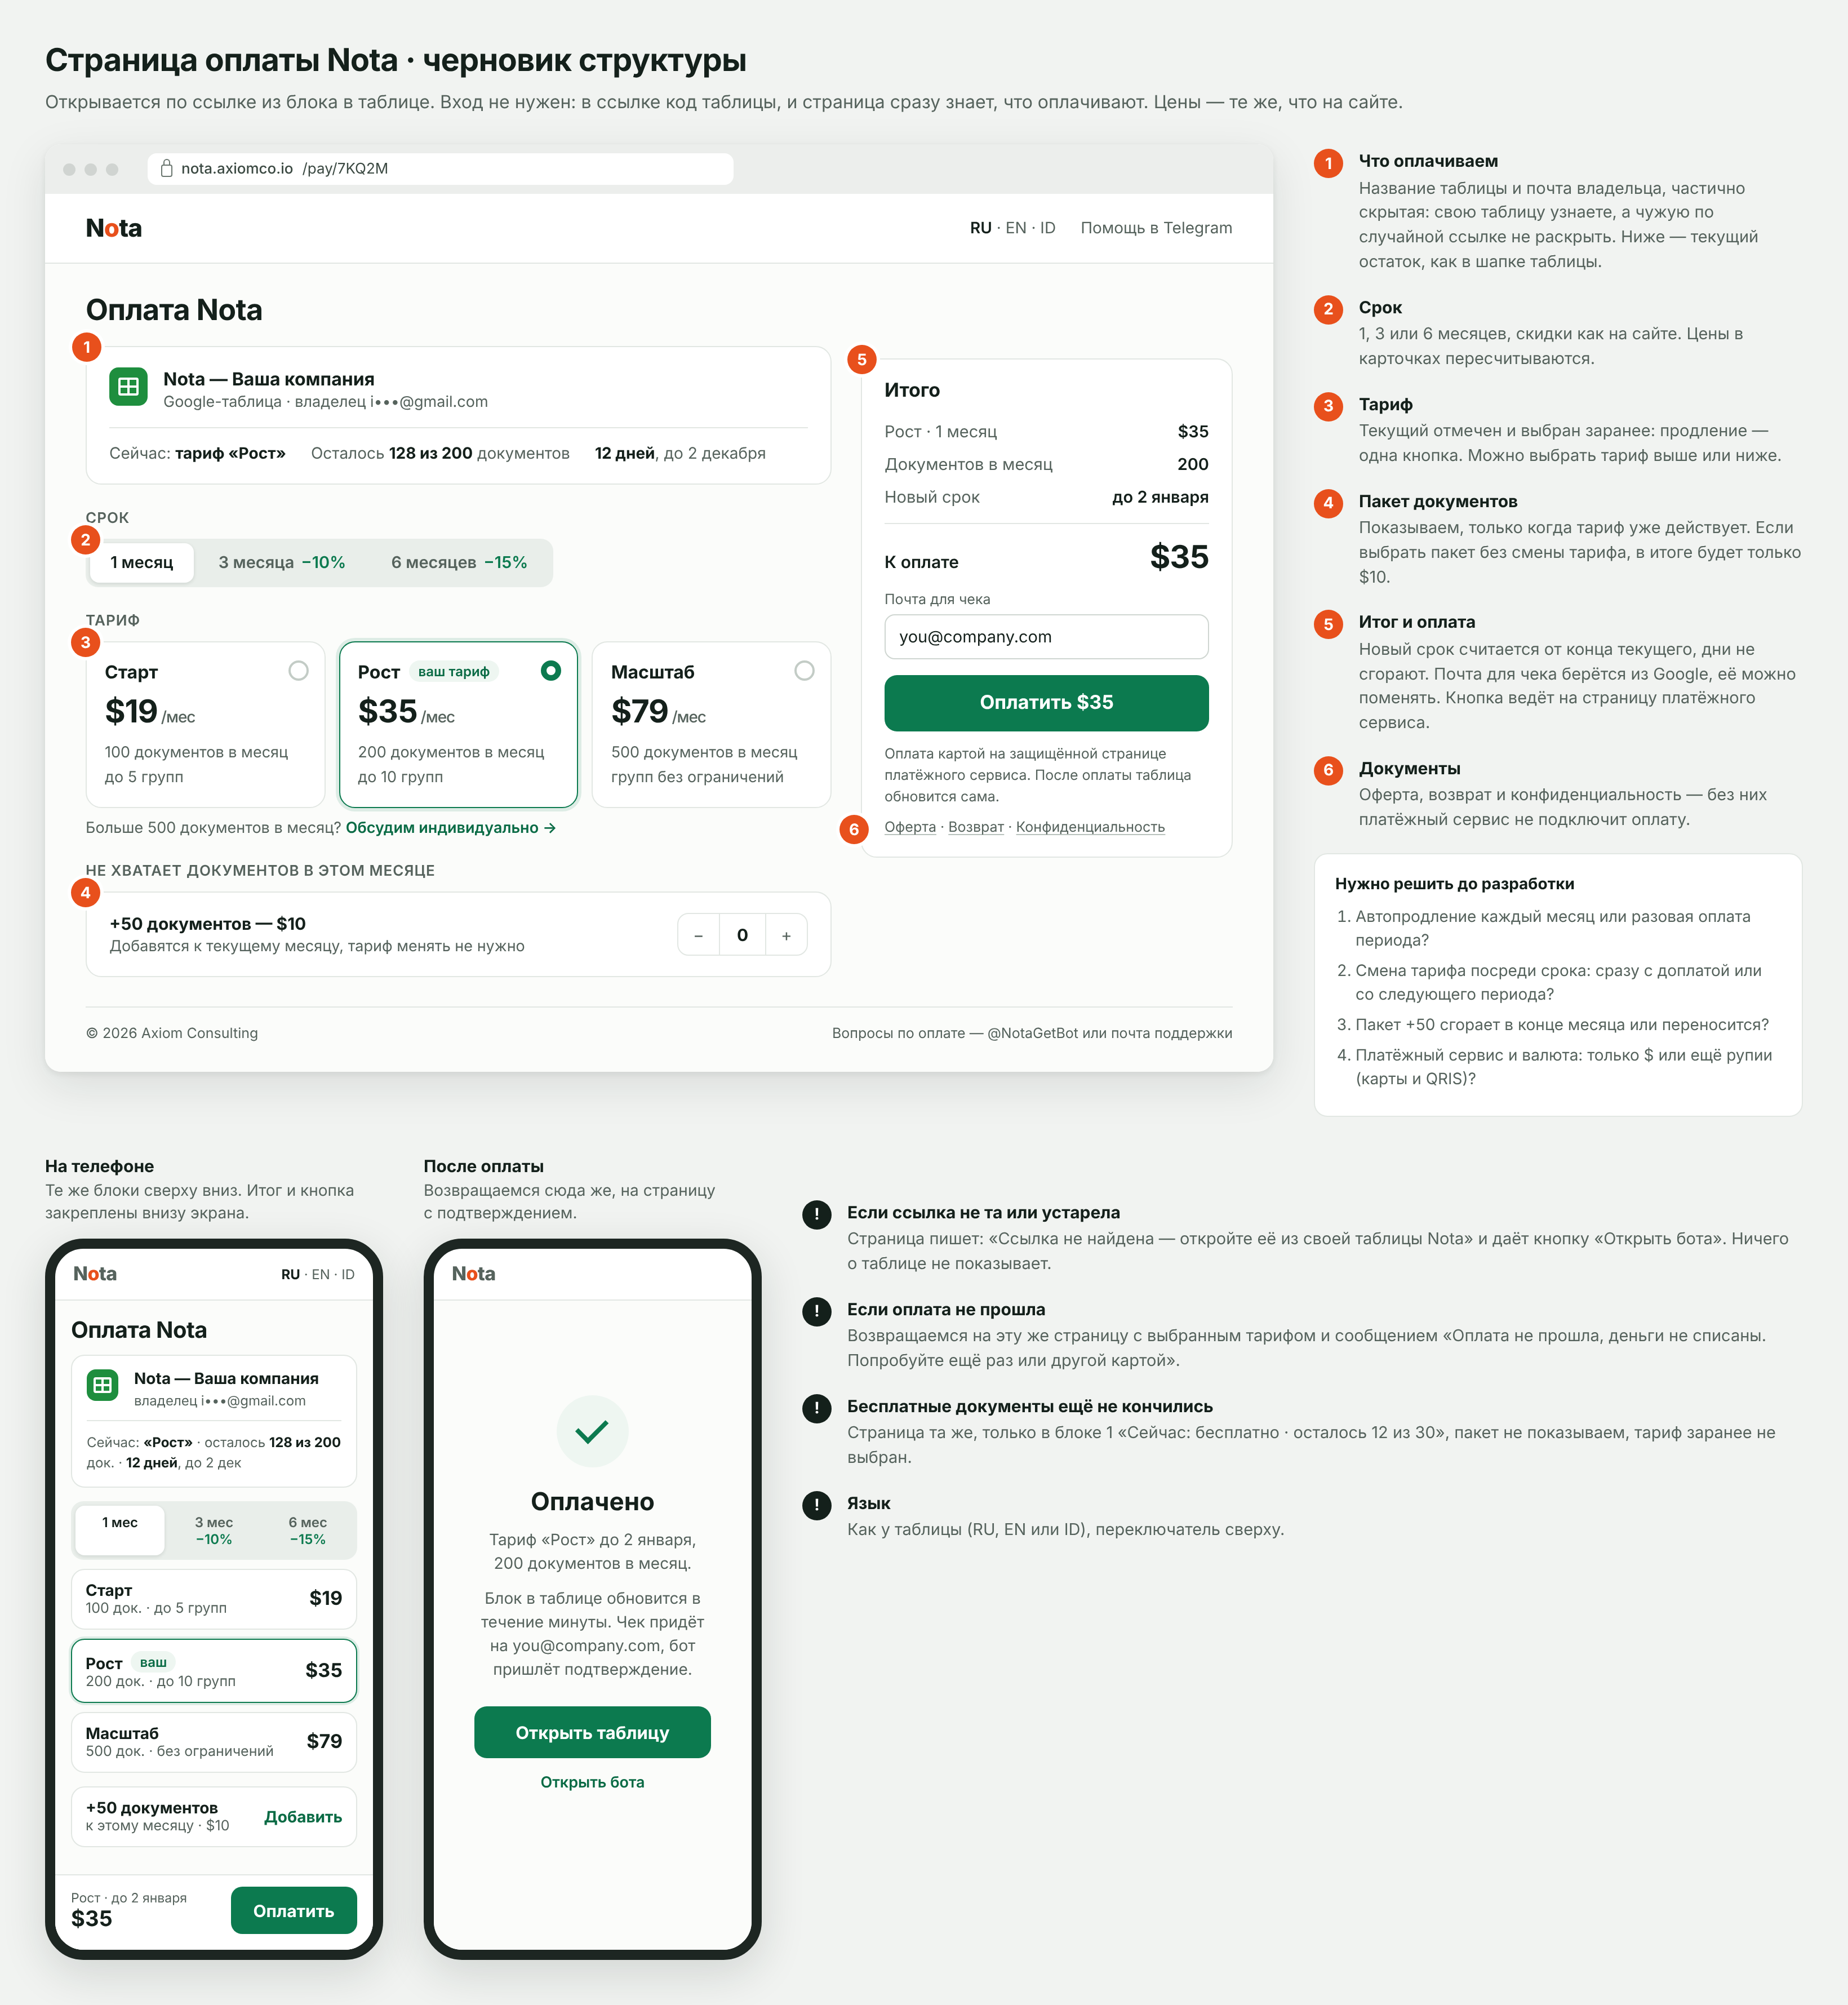 Страница оплаты Nota · черновик структуры
Открывается по ссылке из блока в таблице. Вход не нужен: в ссылке код таблицы, и страница сразу знает, что оплачивают. Цены — те же, что на сайте.
nota.axiomco.io /pay/7KQ2M
Nota
RU · EN · ID
Помощь в Telegram
Оплата Nota
1
Nota — Ваша компания
Google-таблица · владелец i•••@gmail.com
Сейчас: тариф «Рост» Осталось 128 из 200 документов 12 дней, до 2 декабря
СРОК
2
1 месяц 3 месяца −10% 6 месяцев −15%
ТАРИФ
3
Старт
$19 /мес
100 документов в месяц
до 5 групп
Рост ваш тариф
$35 /мес
200 документов в месяц
до 10 групп
Масштаб
$79 /мес
500 документов в месяц
групп без ограничений
Больше 500 документов в месяц? Обсудим индивидуально →
НЕ ХВАТАЕТ ДОКУМЕНТОВ В ЭТОМ МЕСЯЦЕ
4
+50 документов — $10
Добавятся к текущему месяцу, тариф менять не нужно
− 0 +
5
Итого
Рост · 1 месяц $35
Документов в месяц 200
Новый срок до 2 января
К оплате $35
Почта для чека
you@company.com
Оплатить $35
Оплата картой на защищённой странице
платёжного сервиса. После оплаты таблица
обновится сама.
6
Оферта · Возврат · Конфиденциальность
© 2026 Axiom Consulting
Вопросы по оплате — @NotaGetBot или почта поддержки
1
Что оплачиваем
Название таблицы и почта владельца, частично
скрытая: свою таблицу узнаете, а чужую по
случайной ссылке не раскрыть. Ниже — текущий
остаток, как в шапке таблицы.
2
Срок
1, 3 или 6 месяцев, скидки как на сайте. Цены в
карточках пересчитываются.
3
Тариф
Текущий отмечен и выбран заранее: продление —
одна кнопка. Можно выбрать тариф выше или ниже.
4
Пакет документов
Показываем, только когда тариф уже действует. Если
выбрать пакет без смены тарифа, в итоге будет только
$10.
5
Итог и оплата
Новый срок считается от конца текущего, дни не
сгорают. Почта для чека берётся из Google, её можно
поменять. Кнопка ведёт на страницу платёжного
сервиса.
6
Документы
Оферта, возврат и конфиденциальность — без них
платёжный сервис не подключит оплату.
Нужно решить до разработки
1. Автопродление каждый месяц или разовая оплата
периода?
2. Смена тарифа посреди срока: сразу с доплатой или
со следующего периода?
3. Пакет +50 сгорает в конце месяца или переносится?
4. Платёжный сервис и валюта: только $ или ещё рупии
(карты и QRIS)?
На телефоне
Те же блоки сверху вниз. Итог и кнопка
закреплены внизу экрана.
Nota
RU · EN · ID
Оплата Nota
Nota — Ваша компания
владелец i•••@gmail.com
Сейчас: «Рост» · осталось 128 из 200
док. · 12 дней, до 2 дек
1 мес 3 мес 6 мес
−10% −15%
Старт
100 док. · до 5 групп
$19
Рост ваш
200 док. · до 10 групп
$35
Масштаб
500 док. · без ограничений
$79
+50 документов
к этому месяцу · $10
Добавить
Рост · до 2 января
$35
Оплатить
После оплаты
Возвращаемся сюда же, на страницу
с подтверждением.
Nota
Оплачено
Тариф «Рост» до 2 января,
200 документов в месяц.
Блок в таблице обновится в
течение минуты. Чек придёт
на you@company.com, бот
пришлёт подтверждение.
Открыть таблицу
Открыть бота
!
Если ссылка не та или устарела
Страница пишет: «Ссылка не найдена — откройте её из своей таблицы Nota» и даёт кнопку «Открыть бота». Ничего
о таблице не показывает.
!
Если оплата не прошла
Возвращаемся на эту же страницу с выбранным тарифом и сообщением «Оплата не прошла, деньги не списаны.
Попробуйте ещё раз или другой картой».
!
Бесплатные документы ещё не кончились
Страница та же, только в блоке 1 «Сейчас: бесплатно · осталось 12 из 30», пакет не показываем, тариф заранее не
выбран.
!
Язык
Как у таблицы (RU, EN или ID), переключатель сверху.